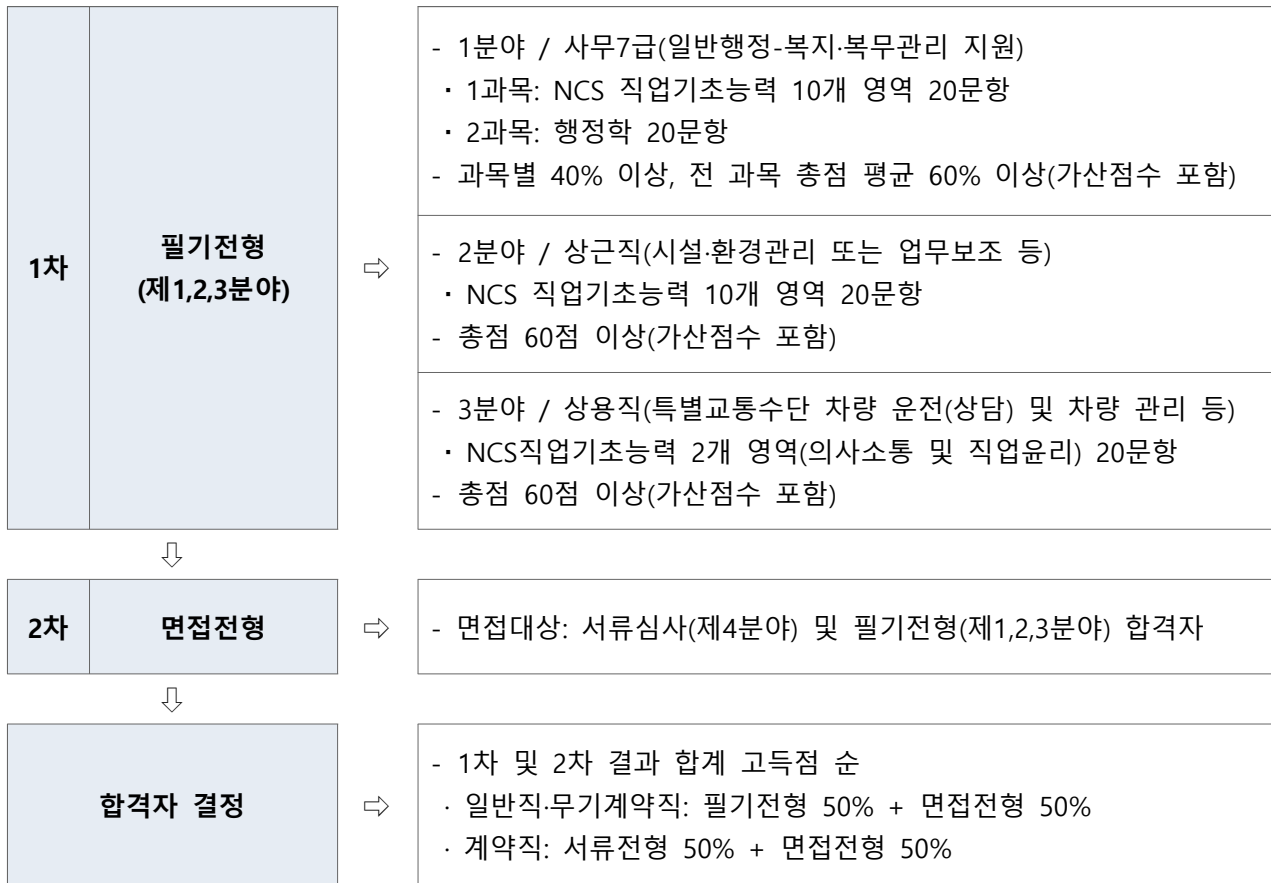 1차
필기전형
(제1,2,3분야)
⇨
- 1분야 / 사무7급(일반행정-복지·복무관리 지원)
· 1과목: NCS 직업기초능력 10개 영역 20문항
· 2과목: 행정학 20문항
- 과목별 40% 이상, 전 과목 총점 평균 60% 이상(가산점수 포함)
- 2분야 / 상근직(시설·환경관리 또는 업무보조 등)
· NCS 직업기초능력 10개 영역 20문항
- 총점 60점 이상(가산점수 포함)
- 3분야 / 상용직(특별교통수단 차량 운전(상담) 및 차량 관리 등)
· NCS직업기초능력 2개 영역(의사소통 및 직업윤리) 20문항
- 총점 60점 이상(가산점수 포함)
⇩
2차
면접전형
⇨
- 면접대상: 서류심사(제4분야) 및 필기전형(제1,2,3분야) 합격자
⇩
합격자 결정
⇨
- 1차 및 2차 결과 합계 고득점 순
· 일반직·무기계약직: 필기전형 50% + 면접전형 50%
· 계약직: 서류전형 50% + 면접전형 50%